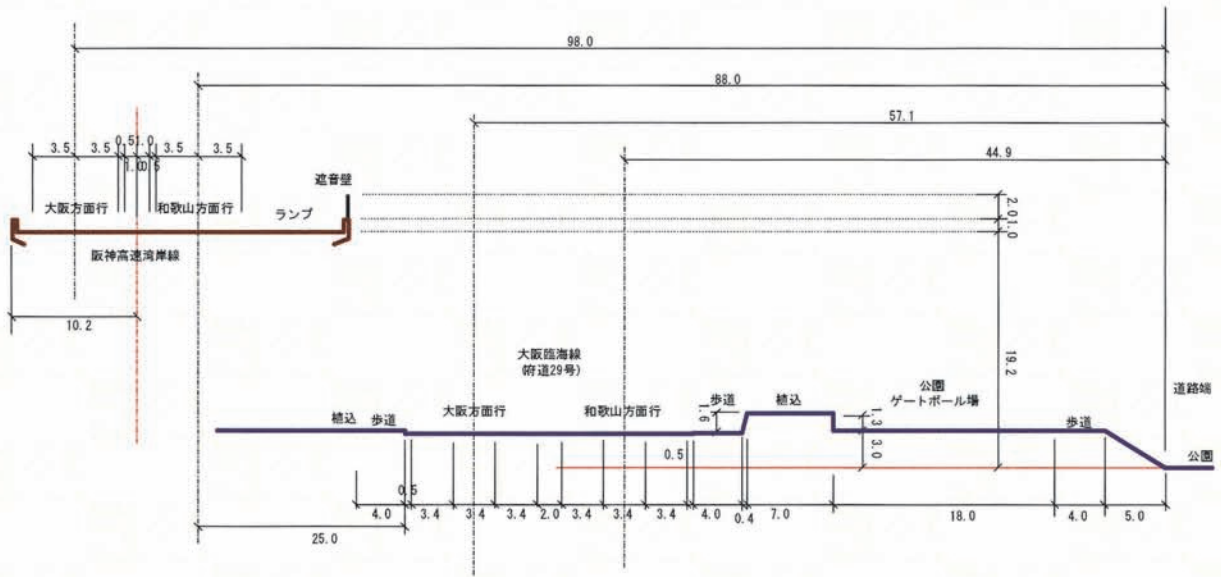 98.0
88.0
57.1
44.9
3.5 3.5 0.5 1.0 3.5 3.5
1.0 0.5
遮音壁
大阪方面行 和歌山方面行 ランプ
阪神高速湾岸線
2.0
1.0
10.2
19.2
大阪臨海線
(府道29号)
公園
ゲートボール場
道路端
植込 歩道 大阪方面行 和歌山方面行 歩道 植込 歩道
1.6
1.3
3.0
0.5
公園
0.5
4.0 3.4 3.4 3.4 2.0 3.4 3.4 3.4 4.0 0.4 7.0 18.0 4.0 5.0
25.0